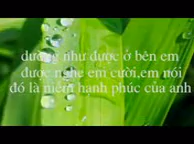 dường như được ở bên em
được nghe em cười,em nói
đó là niềm hạnh phúc của anh